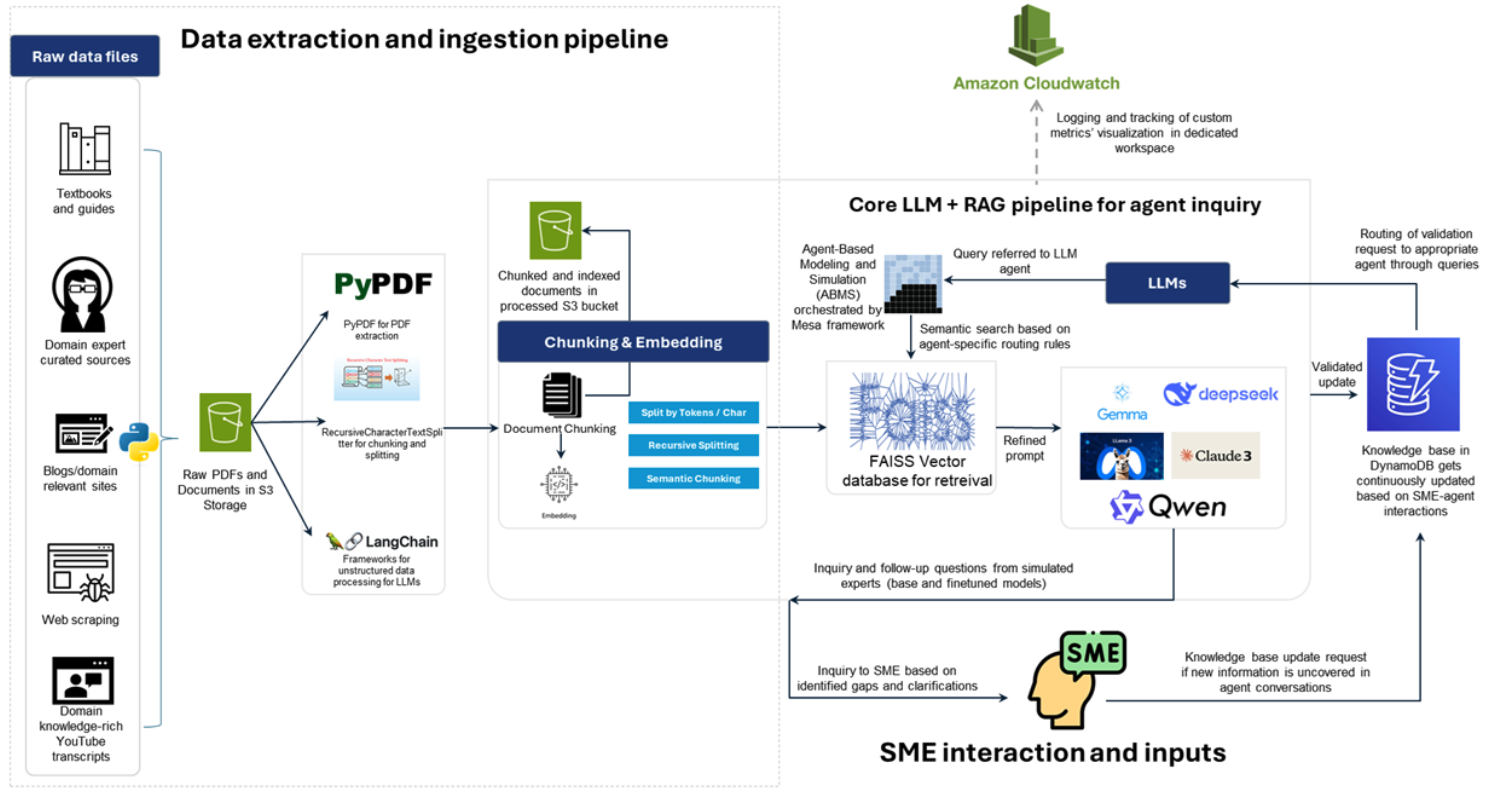 Data extraction and ingestion pipeline
Raw data files
Textbooks
and guides
Domain expert
curated sources
Blogs/domain
relevant sites
Web scraping
Domain
knowledge-rich
YouTube
transcripts
Raw PDFs and
Documents in S3
Storage
PyPDF
PyPDF for PDF
extraction
Recursive Character Text Splitting
RecursiveCharacterTextSpli
tter for chunking and
splitting
LangChain
Frameworks for
unstructured data
processing for LLMs
Chunked and indexed
documents in
processed S3 bucket
Chunking & Embedding
Document Chunking
Embedding
Split by Tokens / Char
Recursive Splitting
Semantic Chunking
Amazon Cloudwatch
Logging and tracking of custom
metrics' visualization in dedicated
workspace
Core LLM + RAG pipeline for agent inquiry
Agent-Based
Modeling and
Simulation
(ABMS)
orchestrated by
Mesa framework
Query referred to LLM
agent
LLMs
Semantic search based on
agent-specific routing rules
FAISS Vector
database for retreival
Refined
prompt
Gemma
deepseek
LLama 3
Claude 3
Qwen
Routing of validation
request to appropriate
agent through queries
Validated
update
Knowledge base in
DynamoDB gets
continuously updated
based on SME-agent
interactions
Inquiry and follow-up questions from simulated
experts (base and finetuned models)
Inquiry to SME based on
identified gaps and clarifications
SME
Knowledge base update request
if new information is uncovered in
agent conversations
SME interaction and inputs